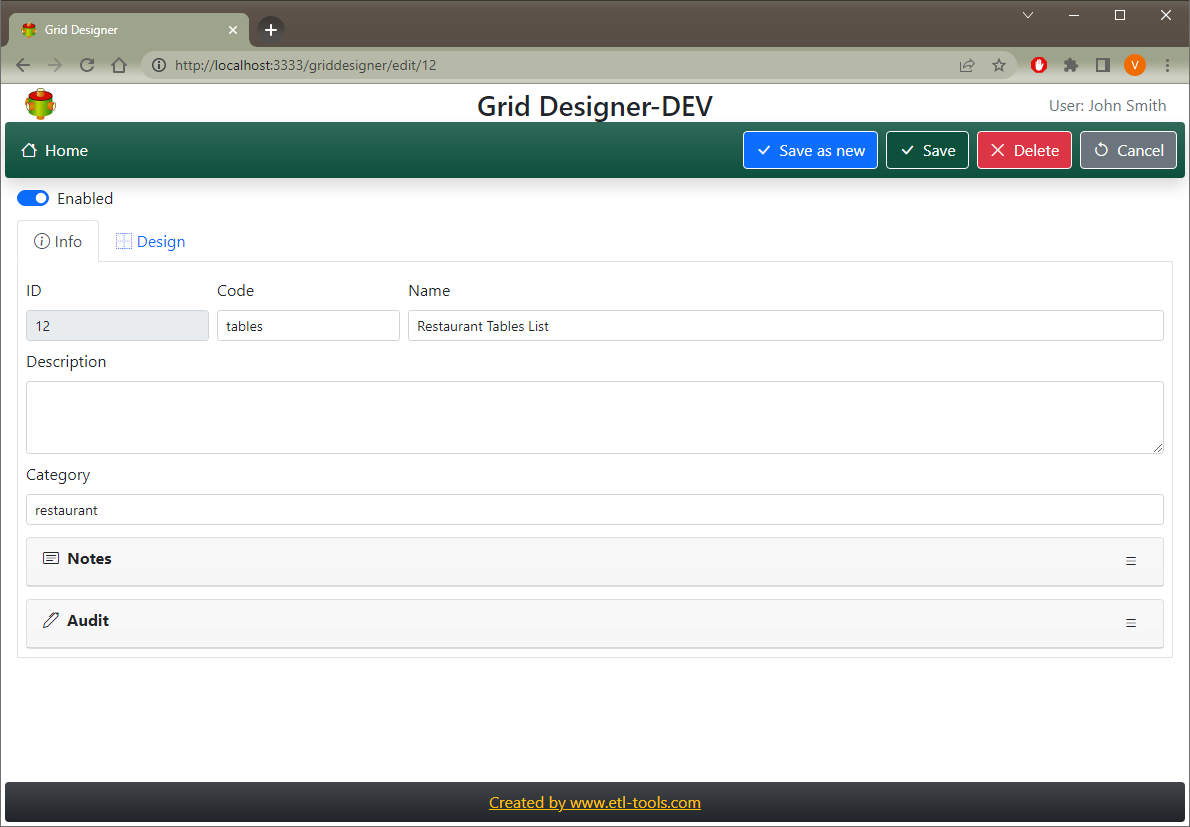 Grid Designer
http://localhost:3333/griddesigner/edit/12
V
Grid Designer-DEV
User: John Smith
Home
Save as new
Save
Delete
Cancel
Enabled
Info
Design
ID
Code
Name
12
tables
Restaurant Tables List
Description
Category
restaurant
Notes
Audit
Created by www.etl-tools.com